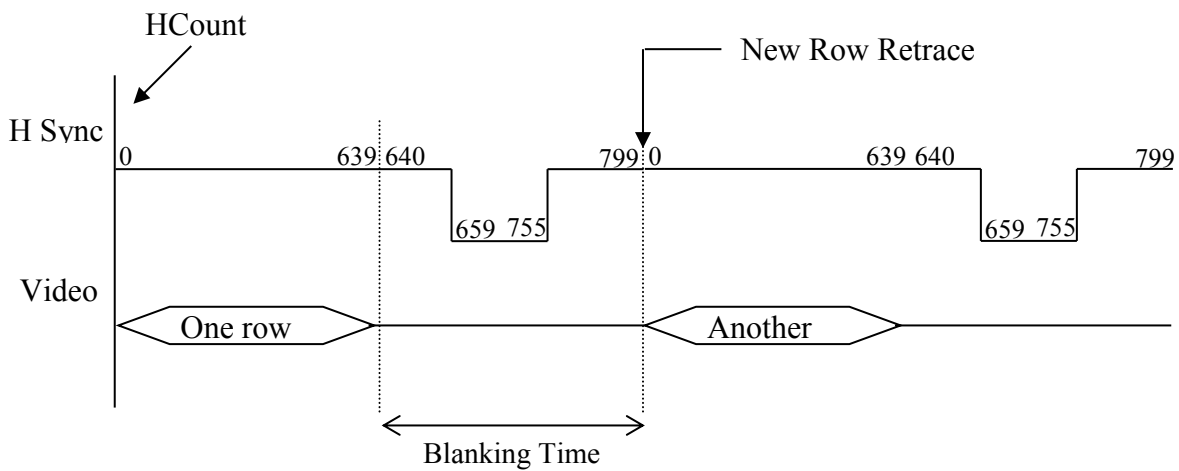 HCount
New Row Retrace
H Sync
0 639 640 799 0 639 640 799
659 755 659 755
Video
One row Another
Blanking Time